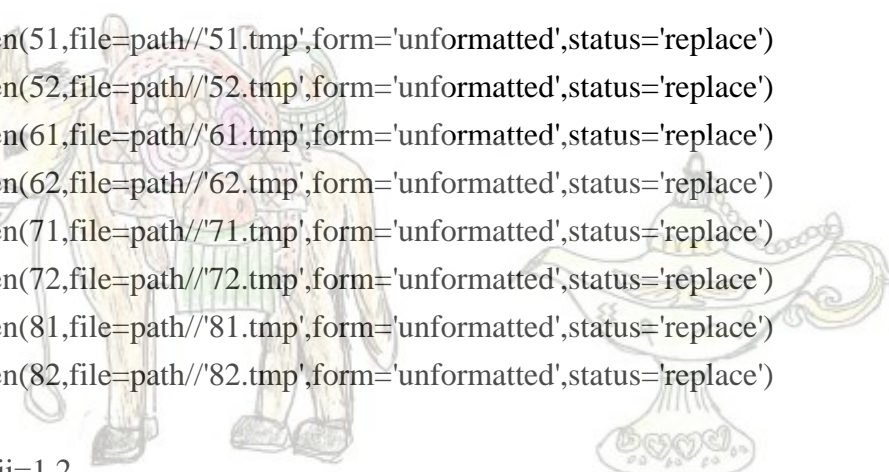 en(51,file=path//'51.tmp',form='unformatted',status='replace')
en(52,file=path//'52.tmp',form='unformatted',status='replace')
en(61,file=path//'61.tmp',form='unformatted',status='replace')
en(62,file=path//'62.tmp',form='unformatted',status='replace')
en(71,file=path//'71.tmp',form='unformatted',status='replace')
en(72,file=path//'72.tmp',form='unformatted',status='replace')
en(81,file=path//'81.tmp',form='unformatted',status='replace')
en(82,file=path//'82.tmp',form='unformatted',status='replace')